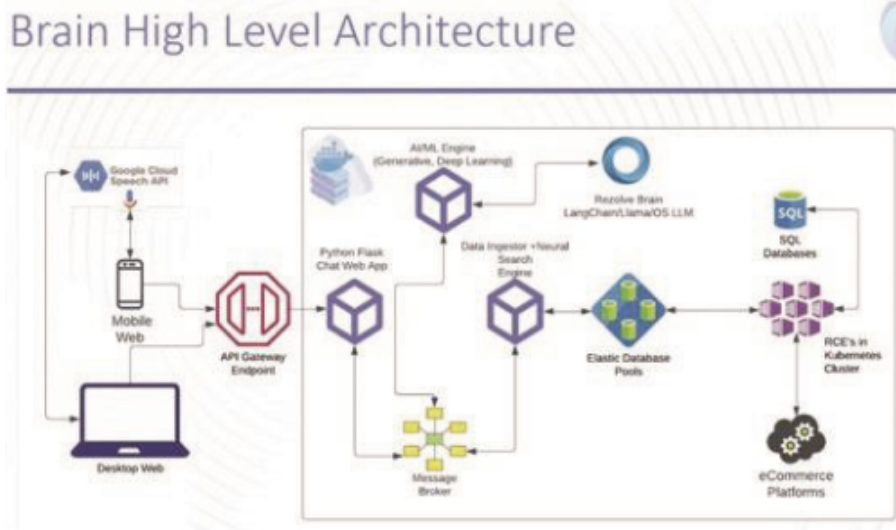 Brain High Level Architecture
Google Cloud
Speech API
AI/ML Engine
(Generative, Deep Learning)
Rezolve Brain
LangChain/Llama/OS LLM
SQL
SQL
Databases
Python Flask
Chat Web App
Data Ingestor +Neural
Search
Engine
Mobile
Web
API Gateway
Endpoint
Elastic Database
Pools
RCE's in
Kubernetes
Cluster
Desktop Web
Message
Broker
eCommerce
Platforms